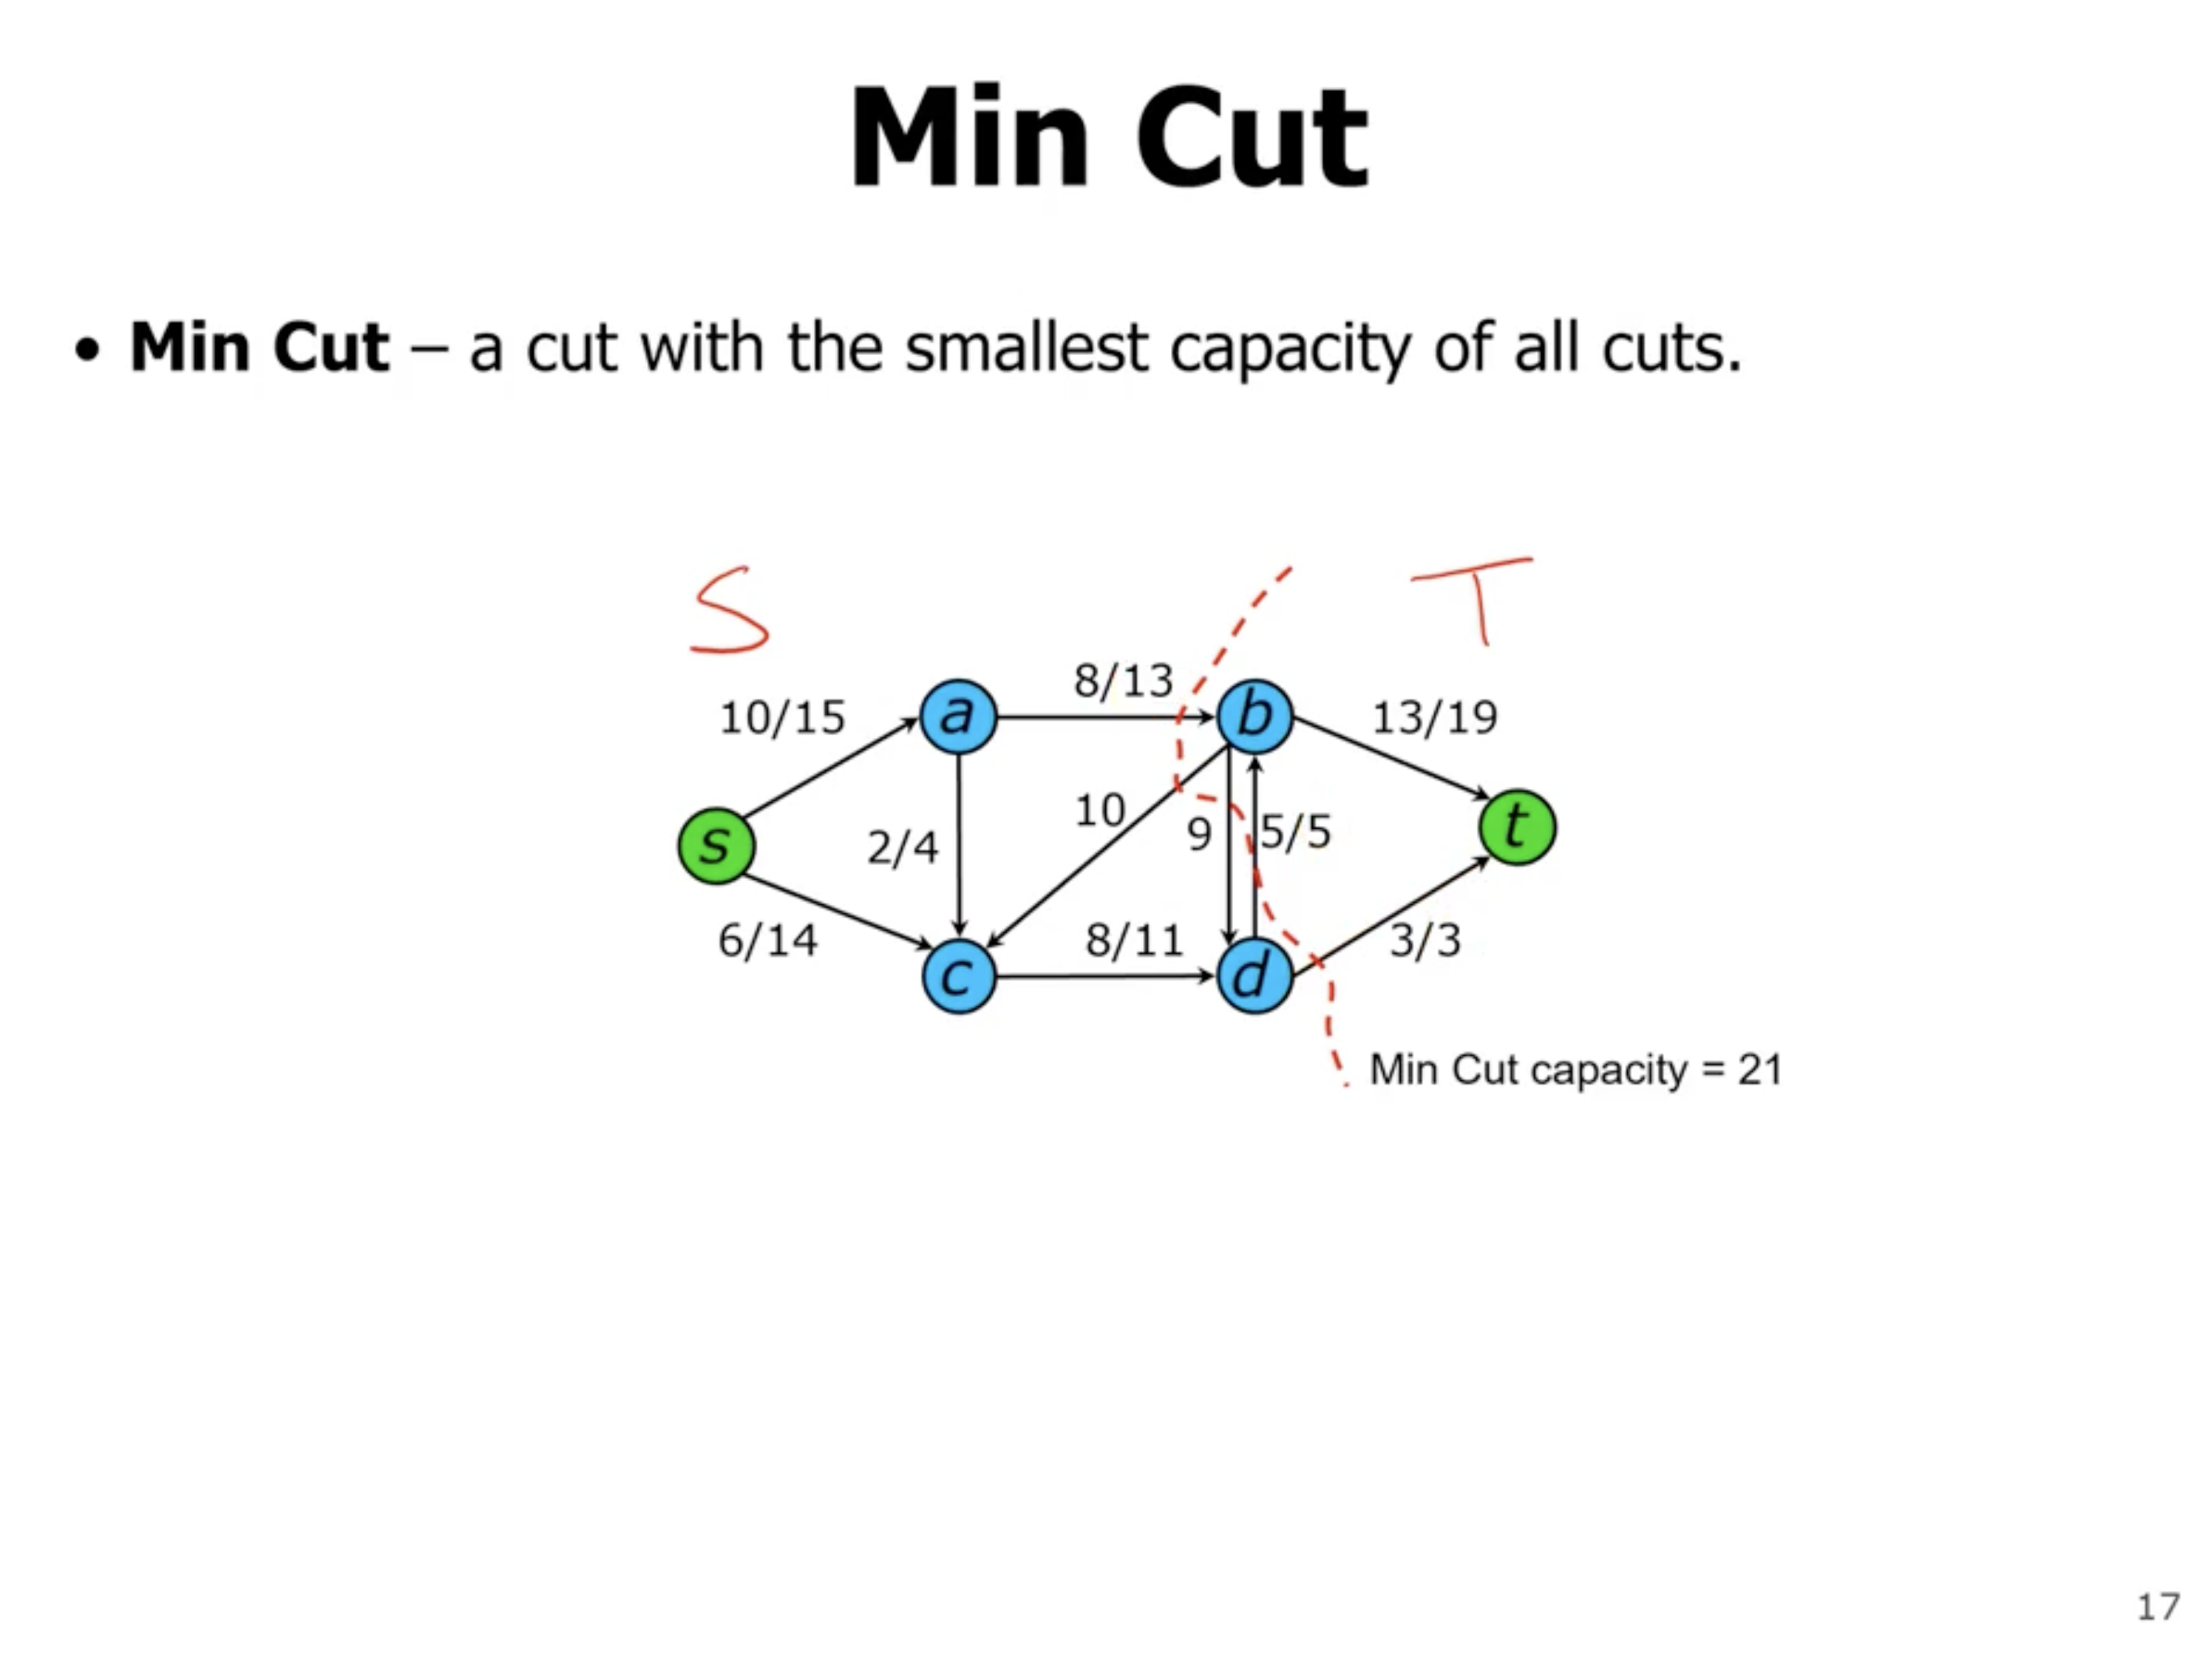 Min Cut
• Min Cut – a cut with the smallest capacity of all cuts.
S
T
8/13
10/15
a
b
13/19
10
2/4
9
5/5
s
t
6/14
8/11
3/3
c
d
Min Cut capacity = 21
17